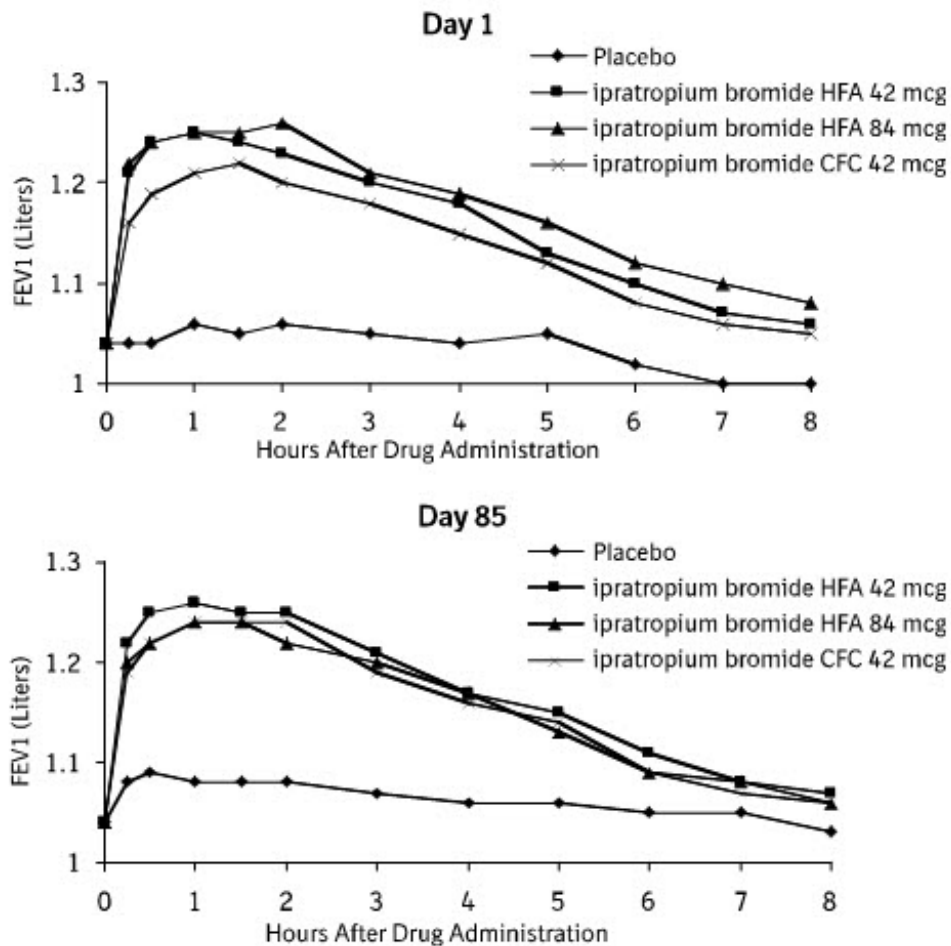 Day 1
Placebo
ipratropium bromide HFA 42 mcg
ipratropium bromide HFA 84 mcg
ipratropium bromide CFC 42 mcg
FEV1 (Liters)
1.3
1.2
1.1
1
0 1 2 3 4 5 6 7 8
Hours After Drug Administration
Day 85
Placebo
ipratropium bromide HFA 42 mcg
ipratropium bromide HFA 84 mcg
ipratropium bromide CFC 42 mcg
FEV1 (Liters)
1.3
1.2
1.1
1
0 1 2 3 4 5 6 7 8
Hours After Drug Administration